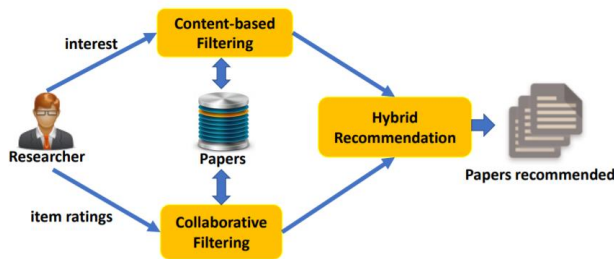 Content-based
Filtering
interest
Researcher
Papers
Hybrid
Recommendation
Papers recommended
item ratings
Collaborative
Filtering